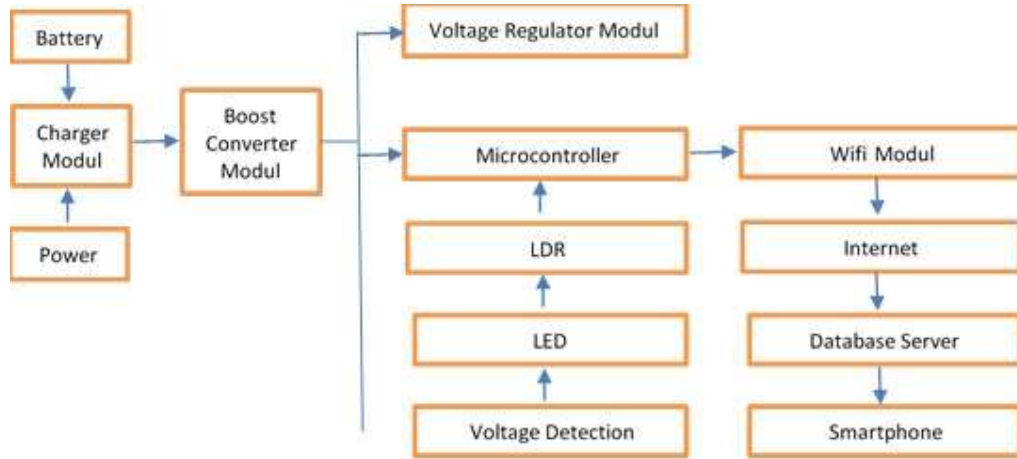 Battery
Voltage Regulator Modul
Charger
Modul
Boost
Converter
Modul
Microcontroller
Wifi Modul
Power
LDR
Internet
LED
Database Server
Voltage Detection
Smartphone